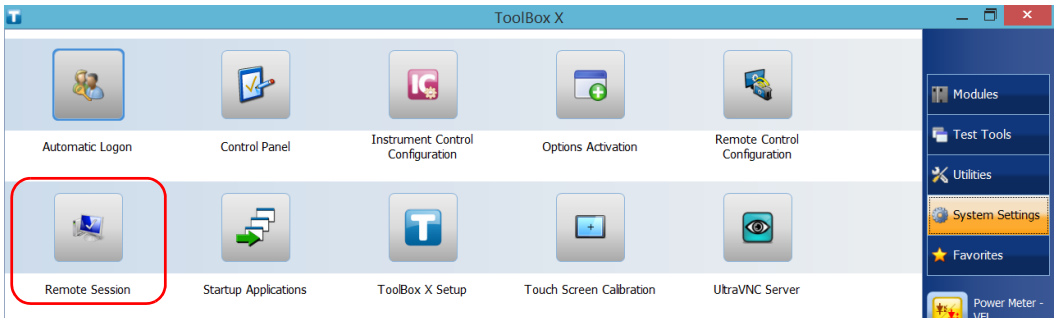 ToolBox X
Automatic Logon
Control Panel
Instrument Control
Configuration
Options Activation
Remote Control
Configuration
Remote Session
Startup Applications
ToolBox X Setup
Touch Screen Calibration
UltraVNC Server
Modules
Test Tools
Utilities
System Settings
Favorites
Power Meter -
VFL